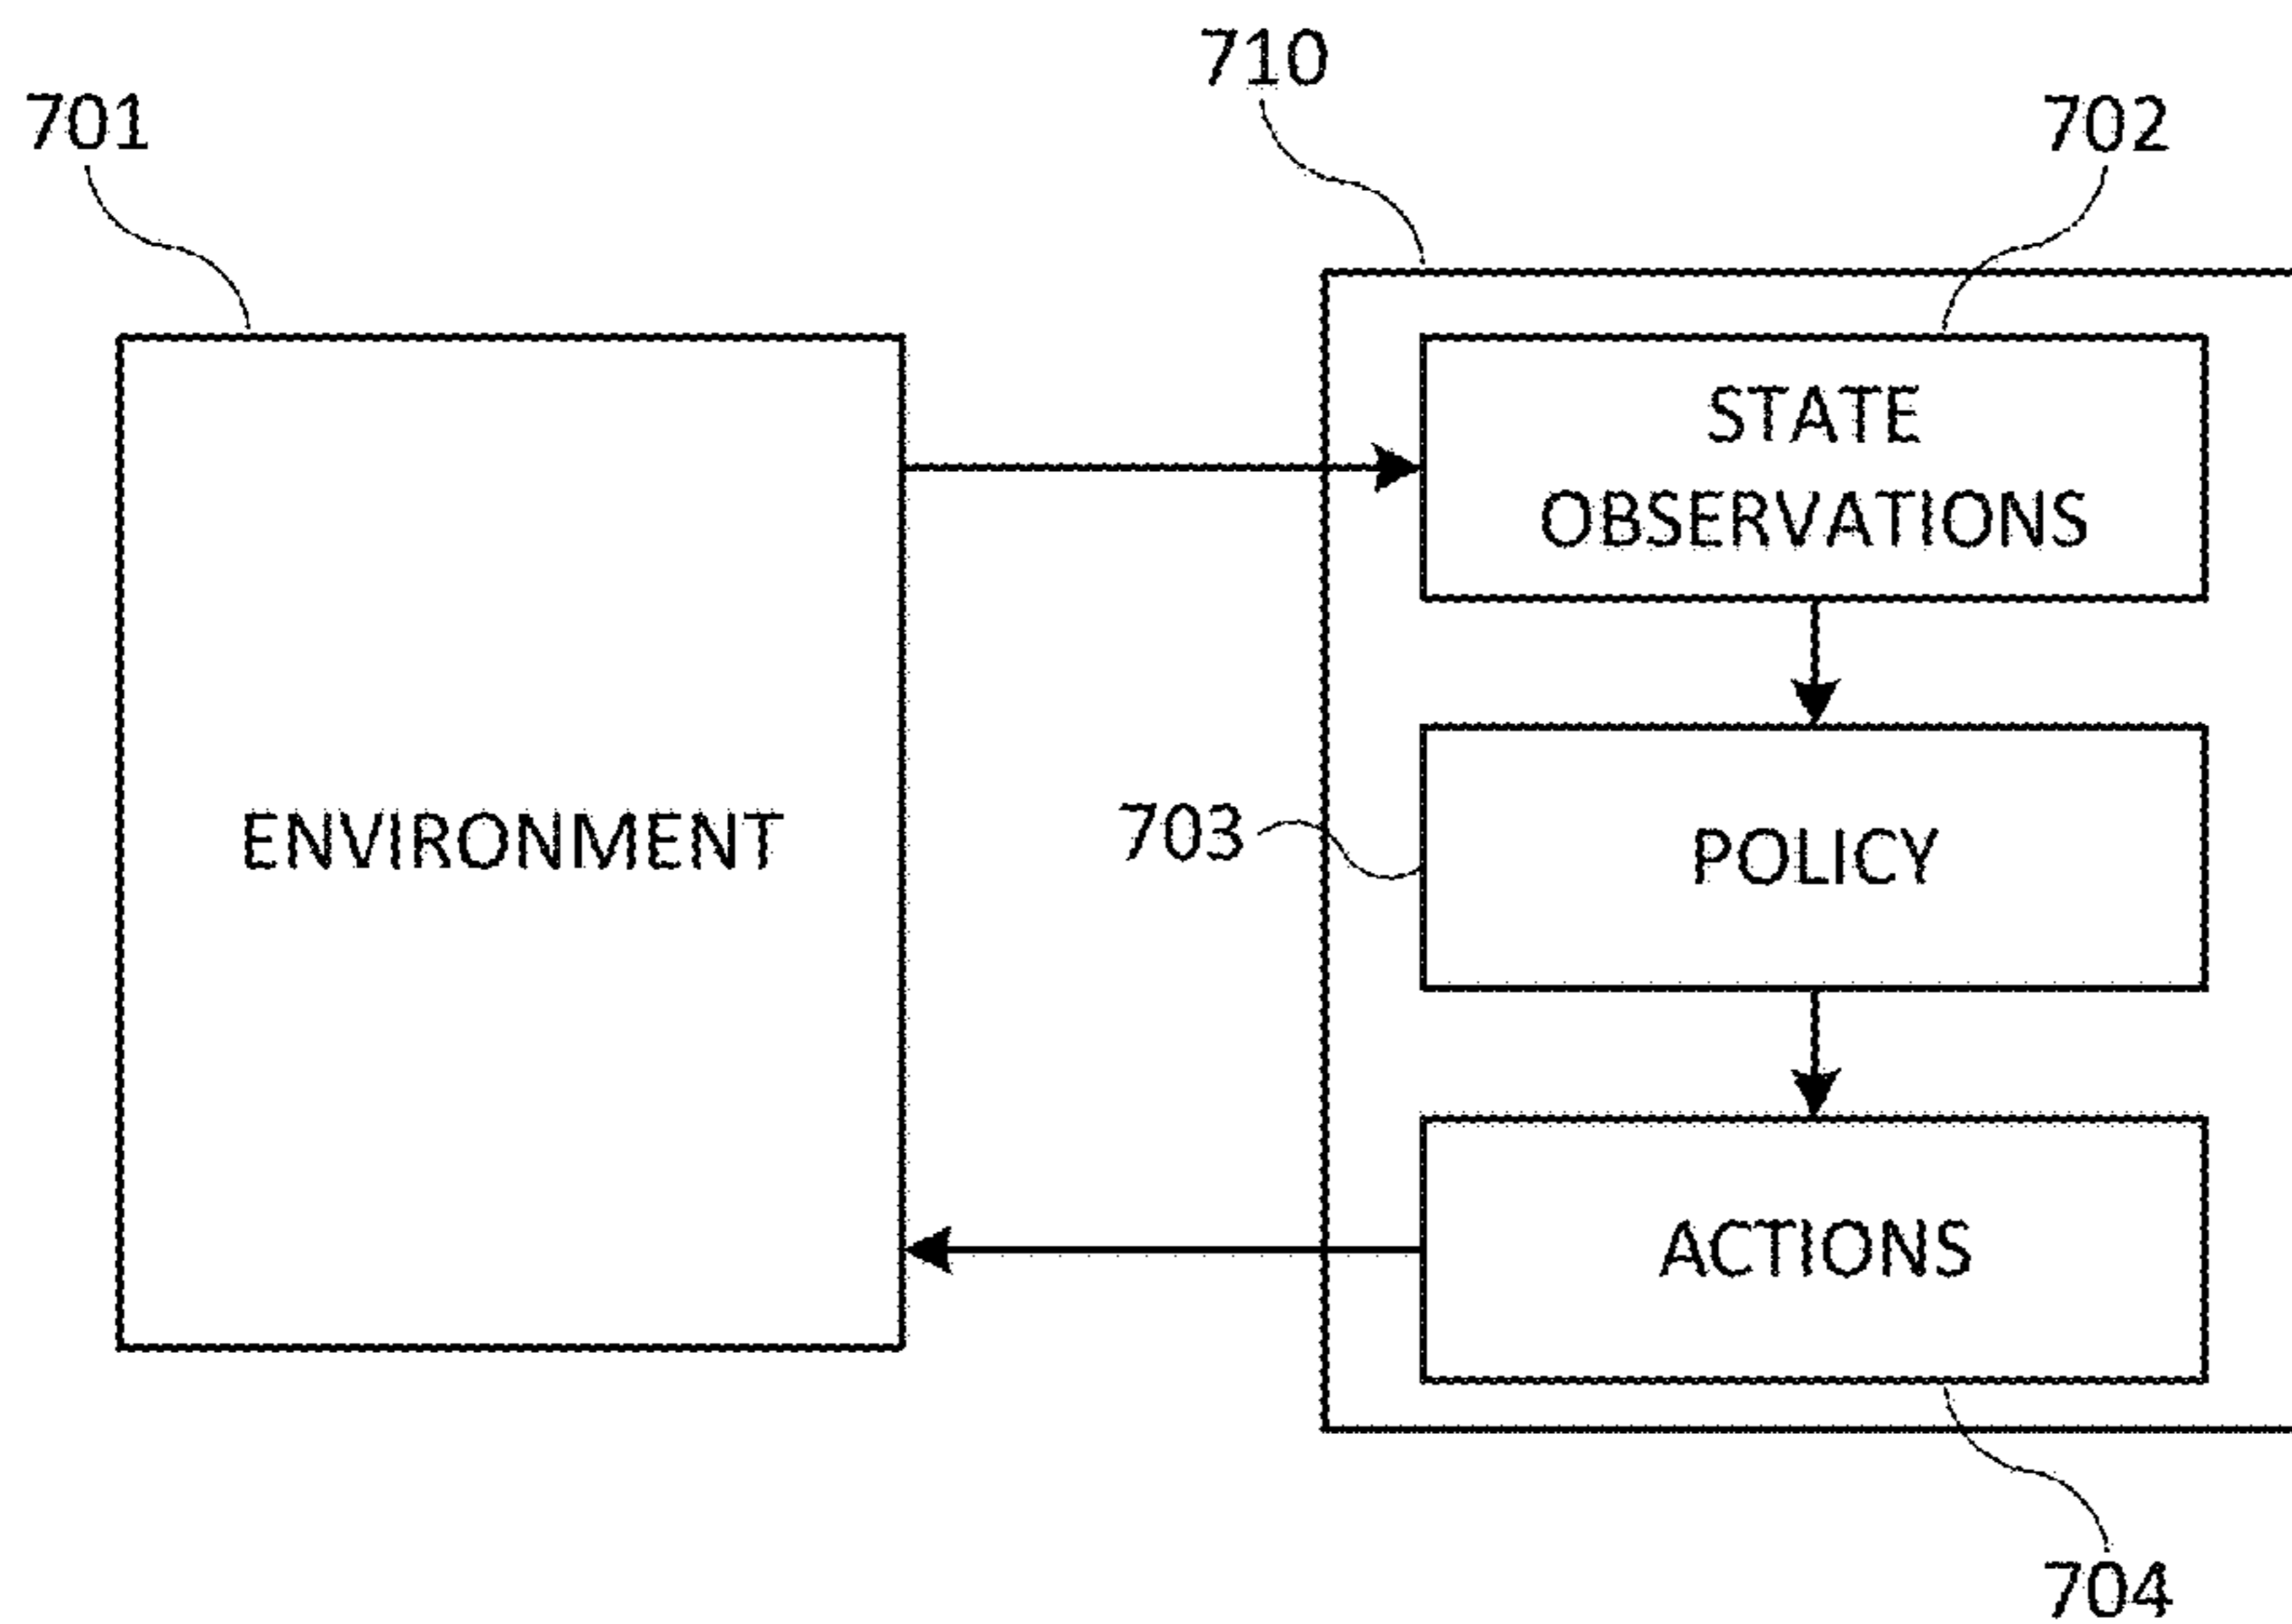 710
701
702
STATE
OBSERVATIONS
703
ENVIRONMENT
POLICY
ACTIONS
704